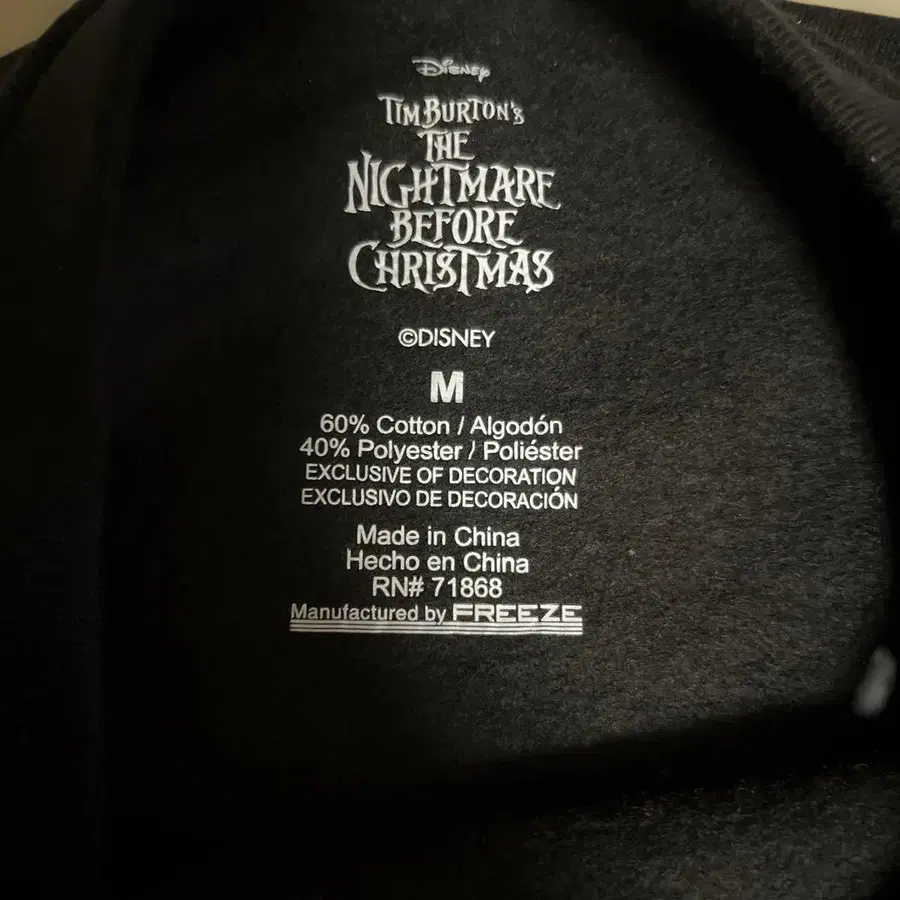 Disney
TIM BURTON'S
THE
NIGHTMARE
BEFORE
CHRISTMAS
©DISNEY
M
60% Cotton / Algodón
40% Polyester / Poliéster
EXCLUSIVE OF DECORATION
EXCLUSIVO DE DECORACIÓN
Made in China
Hecho en China
RN# 71868
Manufactured by FREEZE